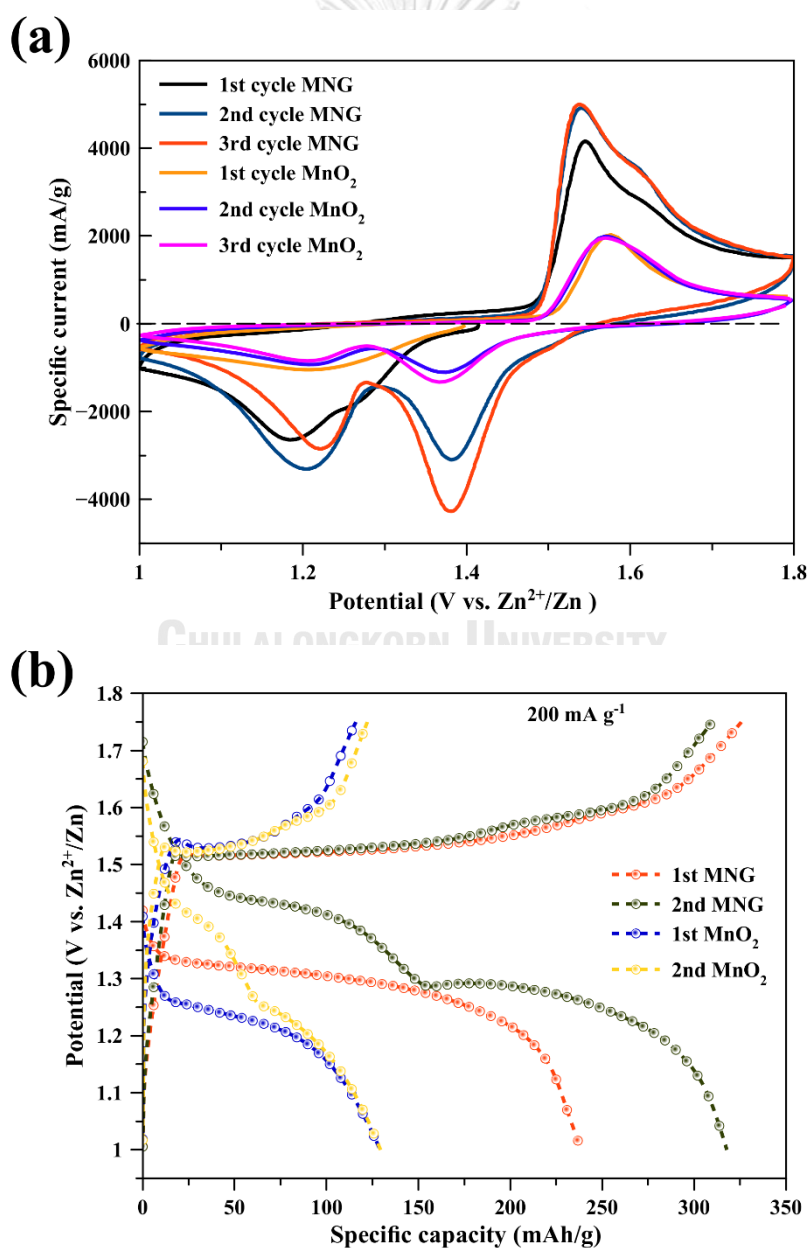 (a)
6000
4000
2000
0
−2000
−4000
Specific current (mA/g)
1st cycle MNG
2nd cycle MNG
3rd cycle MNG
1st cycle MnO₂
2nd cycle MnO₂
3rd cycle MnO₂
1 1.2 1.4 1.6 1.8
Potential (V vs. Zn²⁺/Zn )
CHULALONGKORN UNIVERSITY
(b)
1.8
1.7
1.6
1.5
1.4
1.3
1.2
1.1
1
Potential (V vs. Zn²⁺/Zn)
200 mA g⁻¹
1st MNG
2nd MNG
1st MnO₂
2nd MnO₂
0 50 100 150 200 250 300 350
Specific capacity (mAh/g)